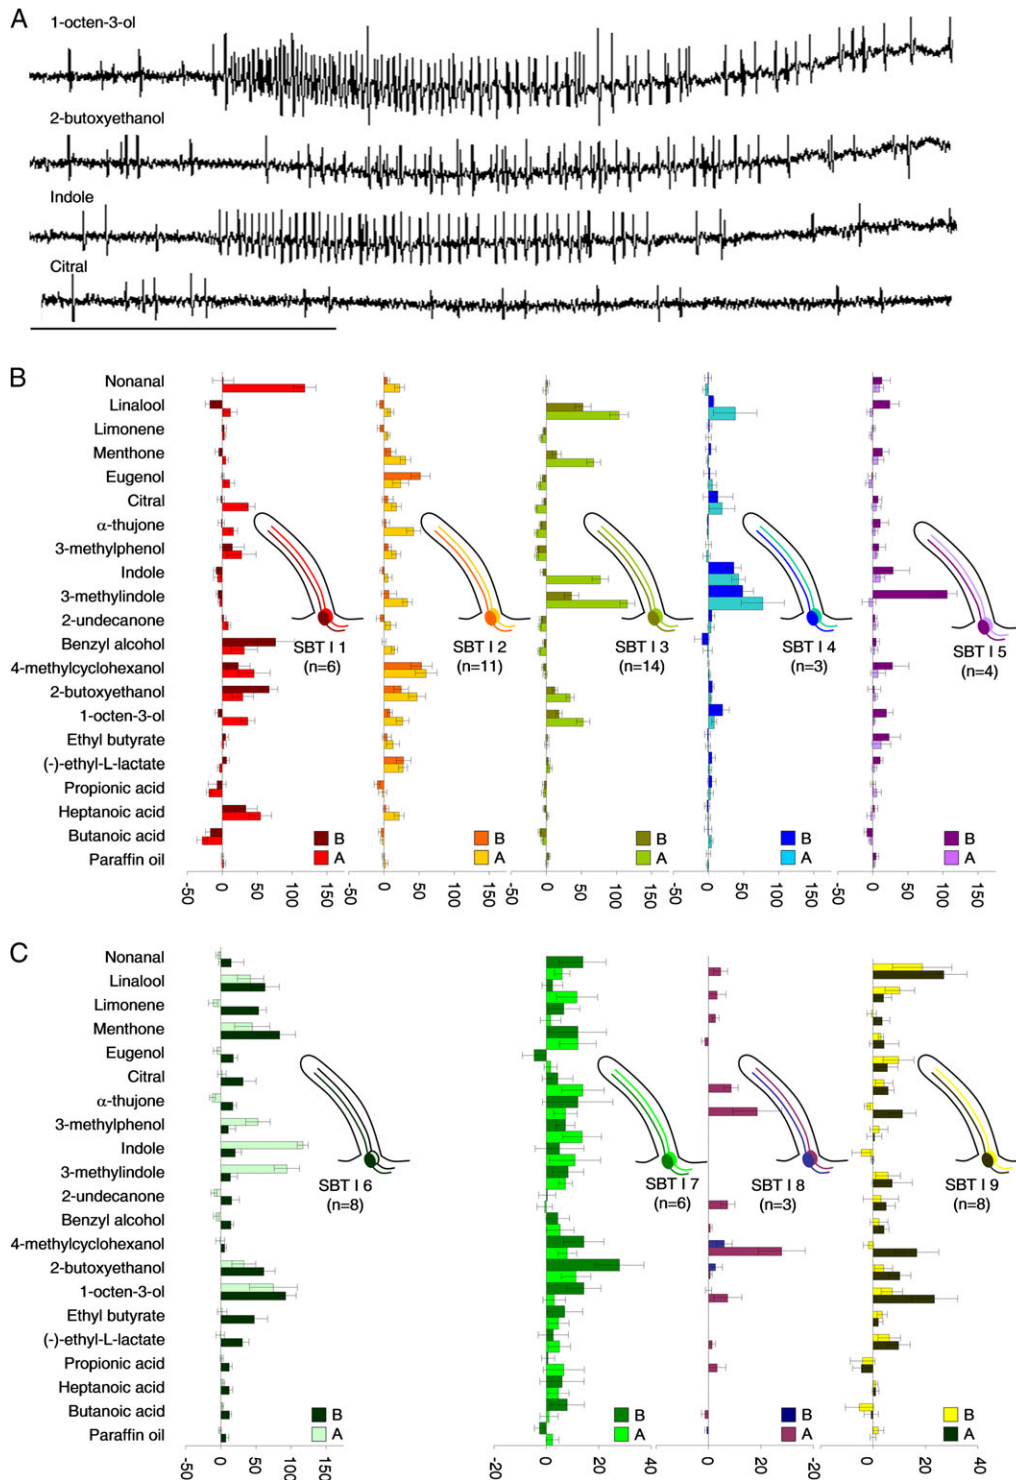 A
1-octen-3-ol
2-butoxyethanol
Indole
Citral
B
Nonanal
Linalool
Limonene
Menthone
Eugenol
Citral
α-thujone
3-methylphenol
Indole
3-methylindole
2-undecanone
Benzyl alcohol
4-methylcyclohexanol
2-butoxyethanol
1-octen-3-ol
Ethyl butyrate
(-)-ethyl-L-lactate
Propionic acid
Heptanoic acid
Butanoic acid
Paraffin oil
SBT I 1
(n=6)
SBT I 2
(n=11)
SBT I 3
(n=14)
SBT I 4
(n=3)
SBT I 5
(n=4)
B B B B B
A A A A A
-50 0 50 100 150 -50 0 50 100 150 -50 0 50 100 150 -50 0 50 100 150 -50 0 50 100 150
C
Nonanal
Linalool
Limonene
Menthone
Eugenol
Citral
α-thujone
3-methylphenol
Indole
3-methylindole
2-undecanone
Benzyl alcohol
4-methylcyclohexanol
2-butoxyethanol
1-octen-3-ol
Ethyl butyrate
(-)-ethyl-L-lactate
Propionic acid
Heptanoic acid
Butanoic acid
Paraffin oil
SBT I 6
(n=8)
SBT I 7
(n=6)
SBT I 8
(n=3)
SBT I 9
(n=8)
B B B B
A A A A
-50 0 50 100 150 -20 0 20 40 -20 0 20 40 -20 0 20 40